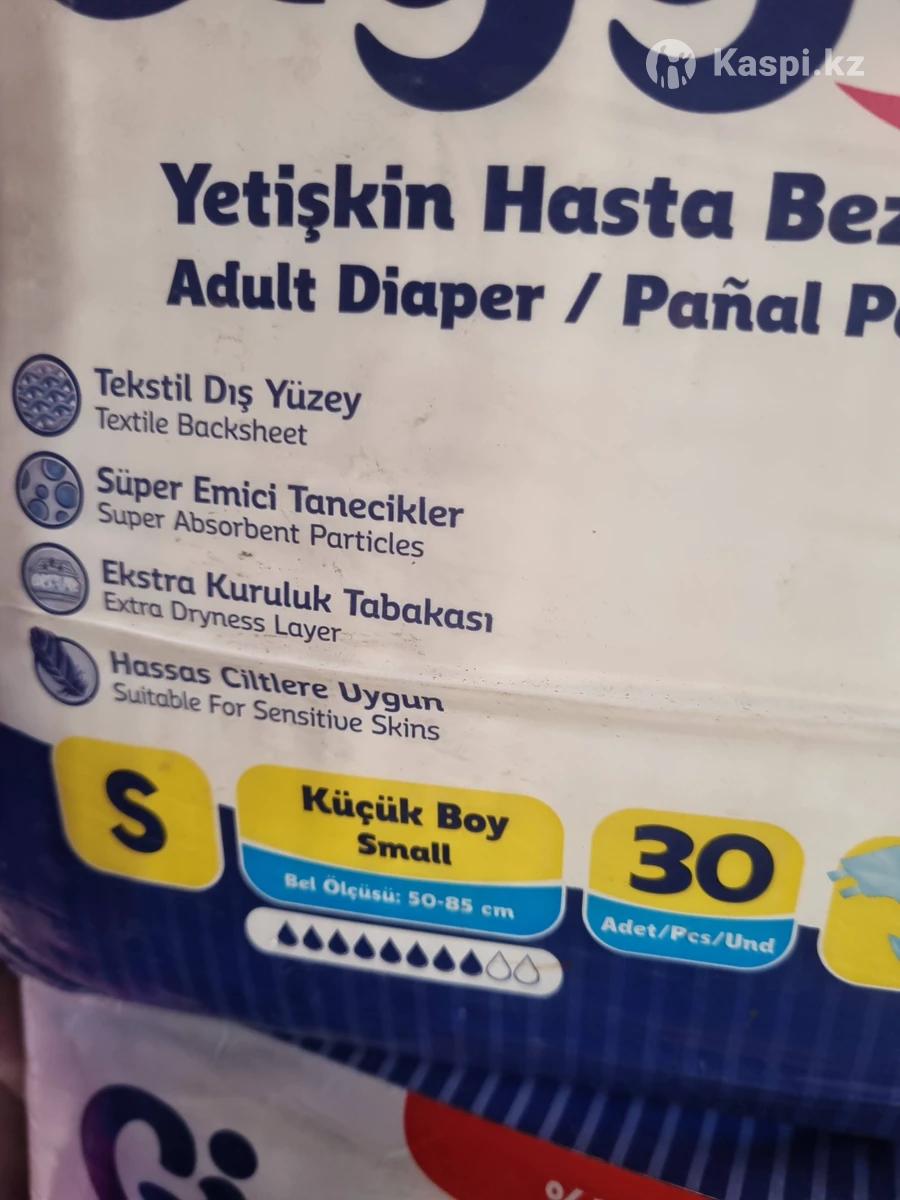 Kaspi.kz
Yetişkin Hasta Bez
Adult Diaper / Pañal
Tekstil Dış Yüzey
Textile Backsheet
Süper Emici Tanecikler
Super Absorbent Particles
Ekstra Kuruluk Tabakası
Extra Dryness Layer
Hassas Ciltlere Uygun
Suitable For Sensitive Skins
S
Küçük Boy
Small
Bel Ölçüsü: 50-85 cm
30
Adet/Pcs/Und